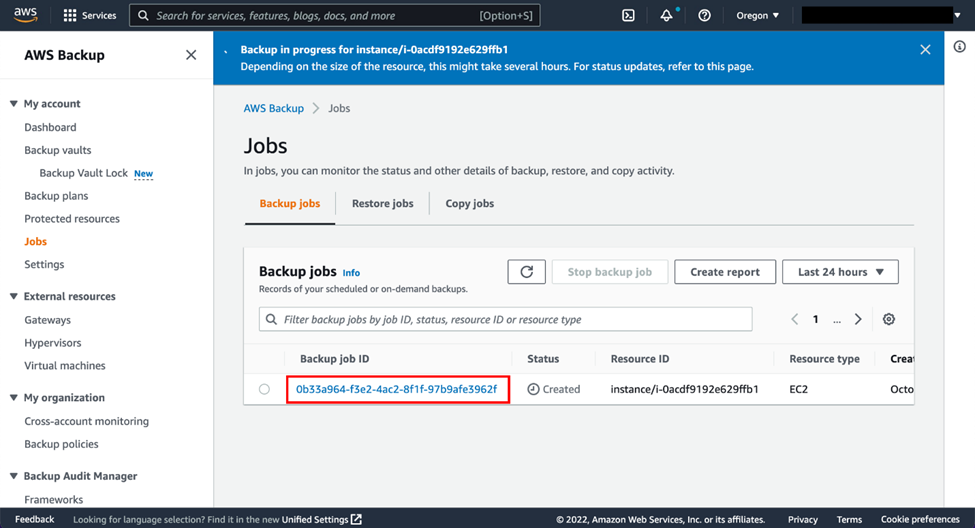 aws
Services
Search for services, features, blogs, docs, and more
[Option+S]
Oregon
AWS Backup
My account
Dashboard
Backup vaults
Backup Vault Lock New
Backup plans
Protected resources
Jobs
Settings
External resources
Gateways
Hypervisors
Virtual machines
My organization
Cross-account monitoring
Backup policies
Backup Audit Manager
Frameworks
Backup in progress for instance/i-0acdf9192e629ffb1
Depending on the size of the resource, this might take several hours. For status updates, refer to this page.
AWS Backup
Jobs
Jobs
In jobs, you can monitor the status and other details of backup, restore, and copy activity.
Backup jobs
Restore jobs
Copy jobs
Backup jobs Info
Records of your scheduled or on-demand backups.
Stop backup job
Create report
Last 24 hours
Filter backup jobs by job ID, status, resource ID or resource type
1 ...
Backup job ID
Status
Resource ID
Resource type
Creat
0b33a964-f3e2-4ac2-8f1f-97b9afe3962f
Created
instance/i-0acdf9192e629ffb1
EC2
Octo
Feedback
Looking for language selection? Find it in the new Unified Settings
© 2022, Amazon Web Services, Inc. or its affiliates.
Privacy
Terms
Cookie preferences